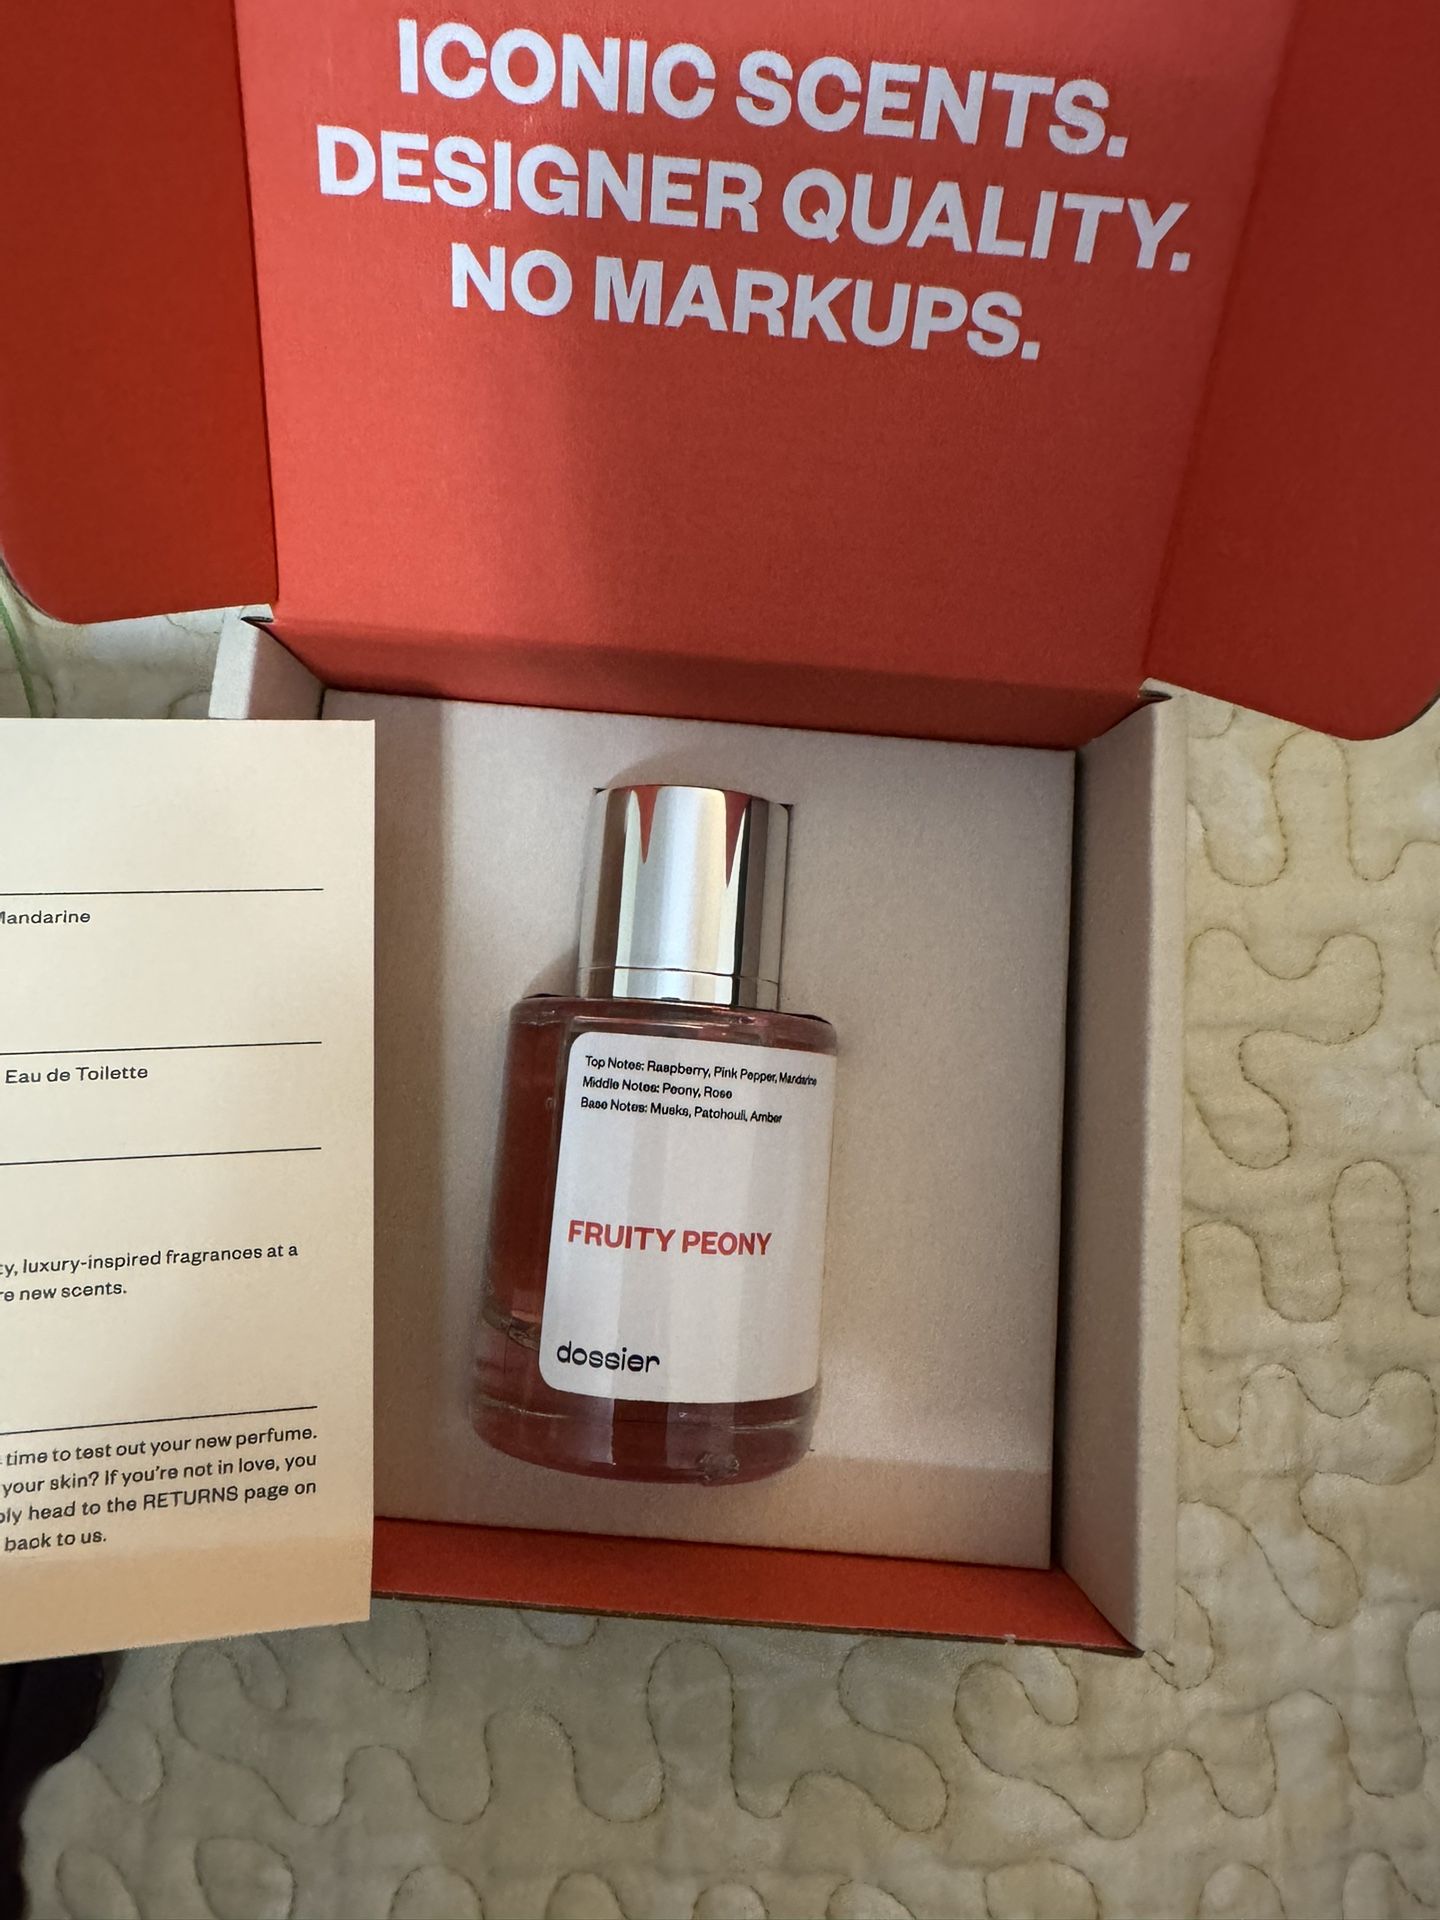 ICONIC SCENTS.
DESIGNER QUALITY.
NO MARKUPS.
Mandarine
Eau de Toilette
luxury-inspired fragrances at a
new scents.
time to test out your new perfume.
your skin? If you're not in love, you
head to the RETURNS page on
back to us.
Top Notes: Raspberry, Pink Pepper, Mandarine
Middle Notes: Peony, Rose
Base Notes: Musks, Patchouli, Amber
FRUITY PEONY
dossier